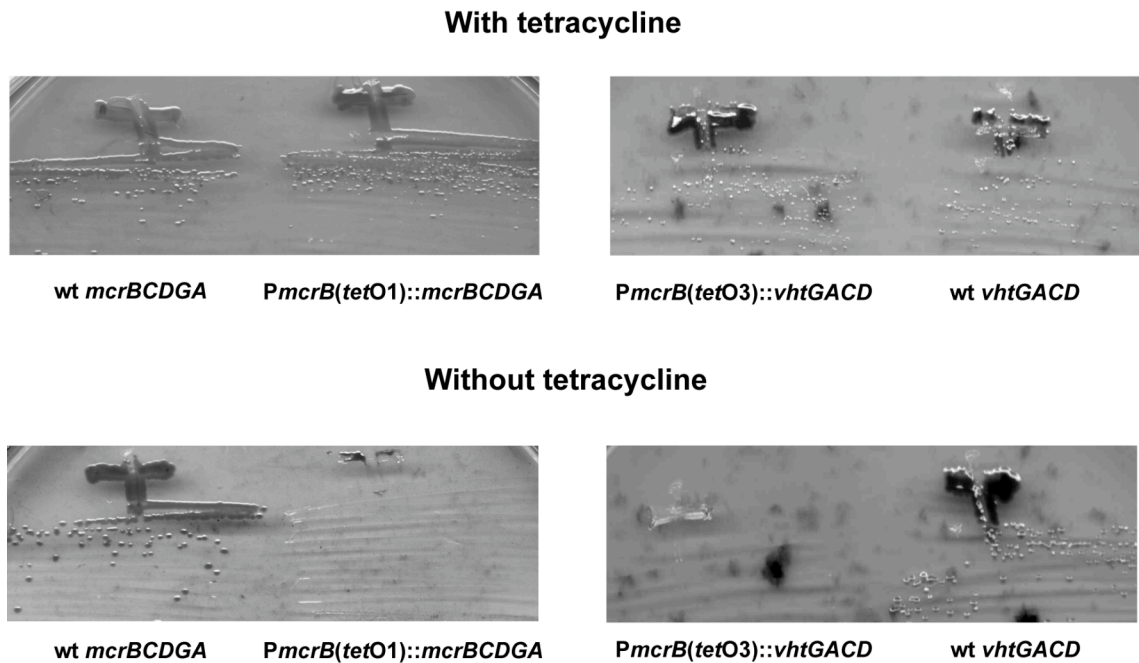 With tetracycline
wt mcrBCDGA PmcrB(tetO1)::mcrBCDGA PmcrB(tetO3)::vhtGACD wt vhtGACD
Without tetracycline
wt mcrBCDGA PmcrB(tetO1)::mcrBCDGA PmcrB(tetO3)::vhtGACD wt vhtGACD